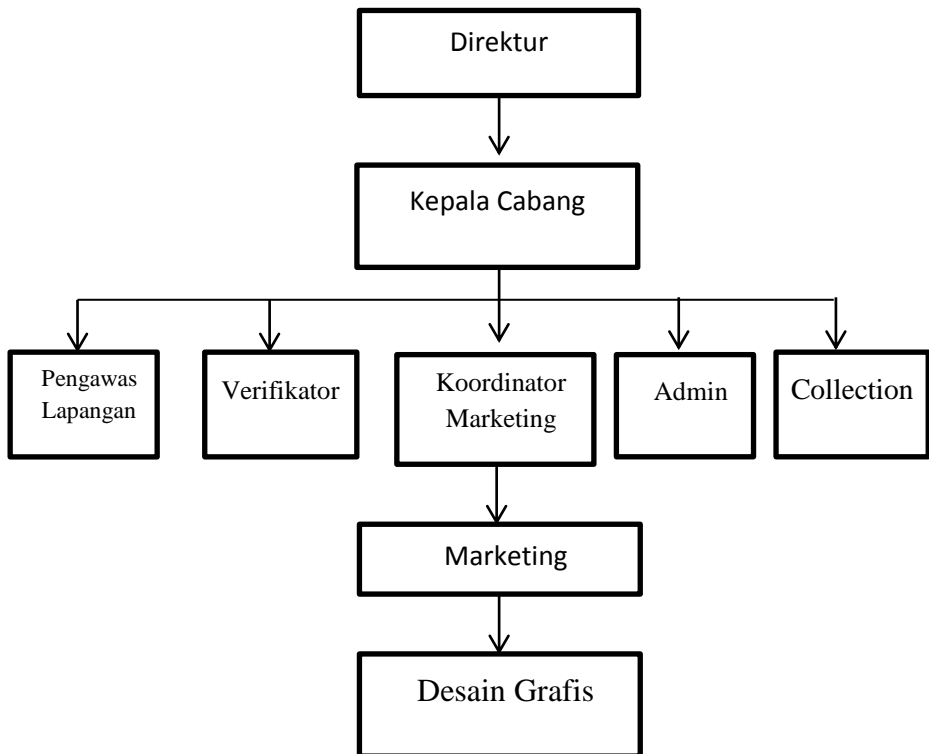 Direktur
Kepala Cabang
Pengawas
Lapangan
Verifikator
Koordinator
Marketing
Admin
Collection
Marketing
Desain Grafis